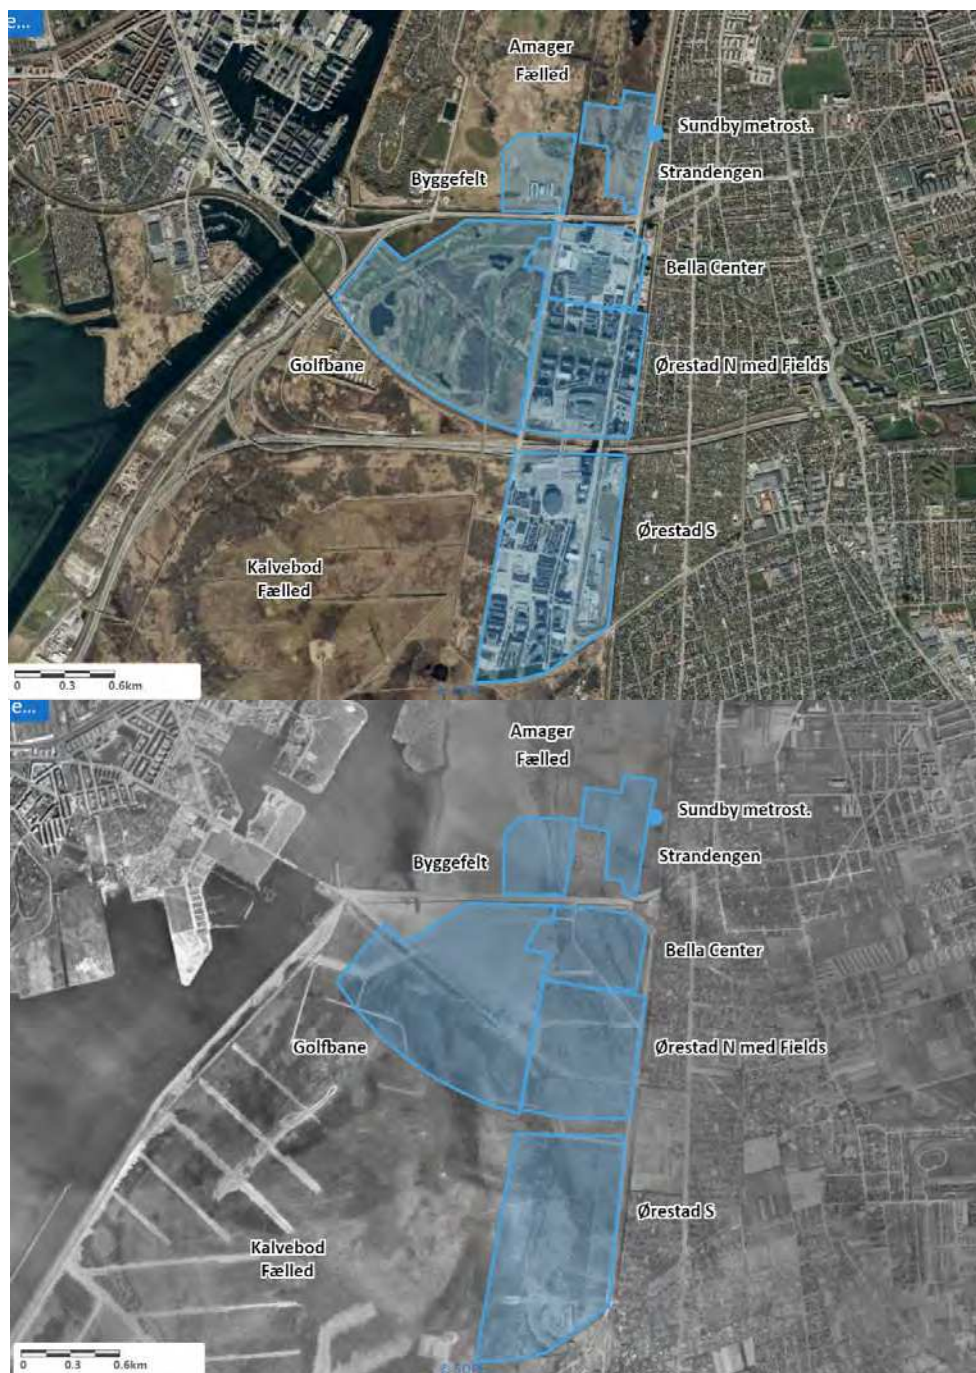 e...
Amager
Fælled
Sundby metrost.
Byggefelt
Strandengen
Bella Center
Golfbane
Ørestad N med Fields
Ørestad S
Kalvebod
Fælled
0 0.3 0.6km
e...
Amager
Fælled
Sundby metrost.
Byggefelt
Strandengen
Bella Center
Golfbane
Ørestad N med Fields
Ørestad S
Kalvebod
Fælled
0 0.3 0.6km